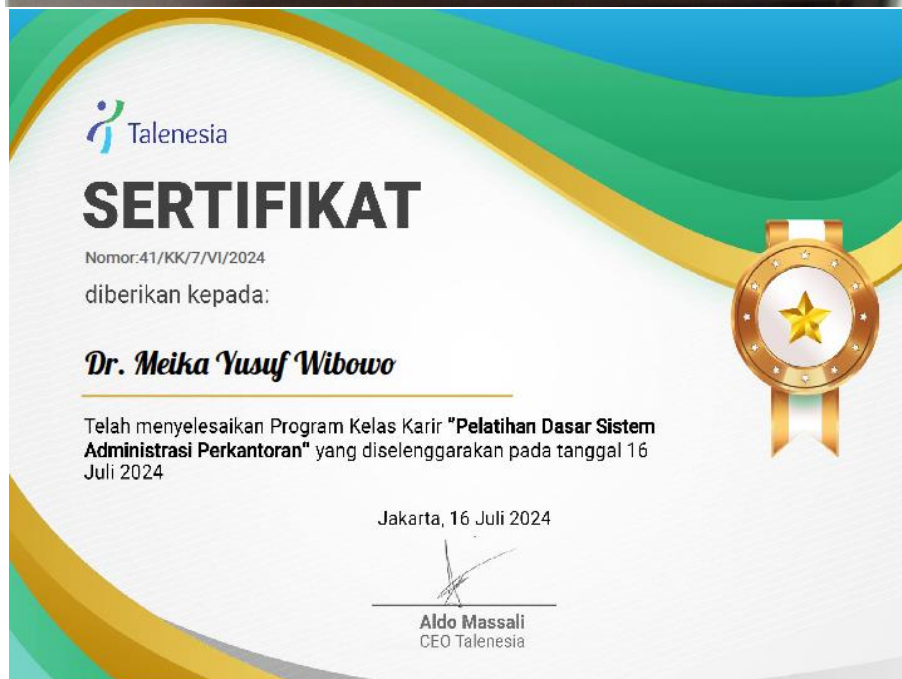 Talenesia
SERTIFIKAT
Nomor:41/KK/7/VI/2024
diberikan kepada:
Dr. Meika Yusuf Wibowo
Telah menyelesaikan Program Kelas Karir "Pelatihan Dasar Sistem
Administrasi Perkantoran" yang diselenggarakan pada tanggal 16
Juli 2024
Jakarta, 16 Juli 2024
Aldo Massali
CEO Talenesia